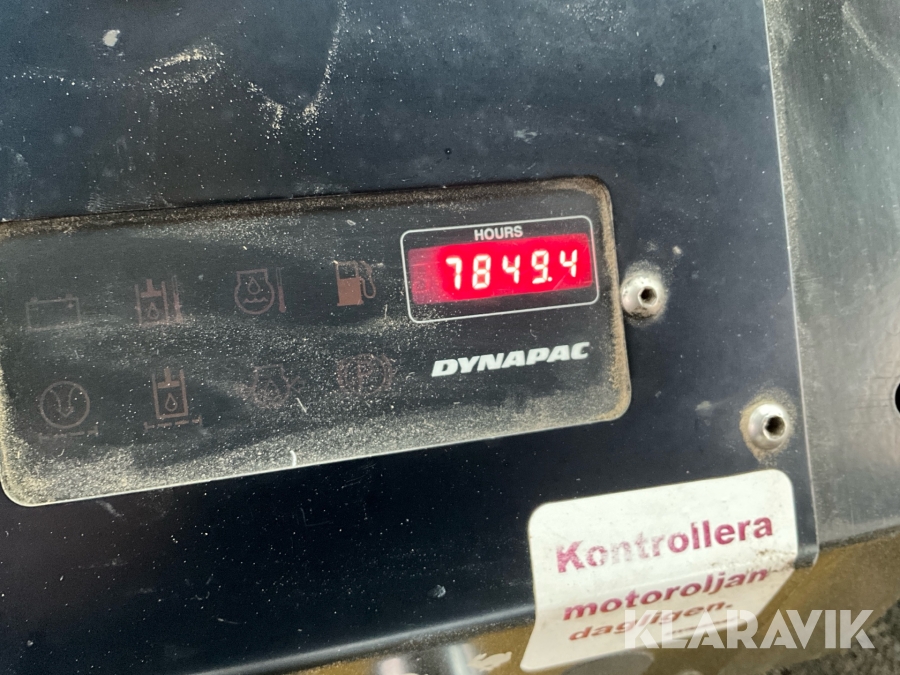 HOURS
7849.4
DYNAPAC
P
Kontrollera
motoroljan
dagligen.
KLARAVIK